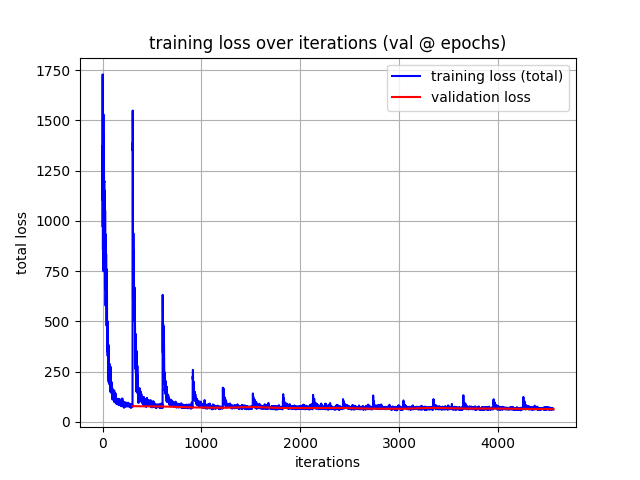 training loss over iterations (val @ epochs)
training loss (total)
validation loss
total loss
1750
1500
1250
1000
750
500
250
0
0
1000
2000
3000
4000
iterations